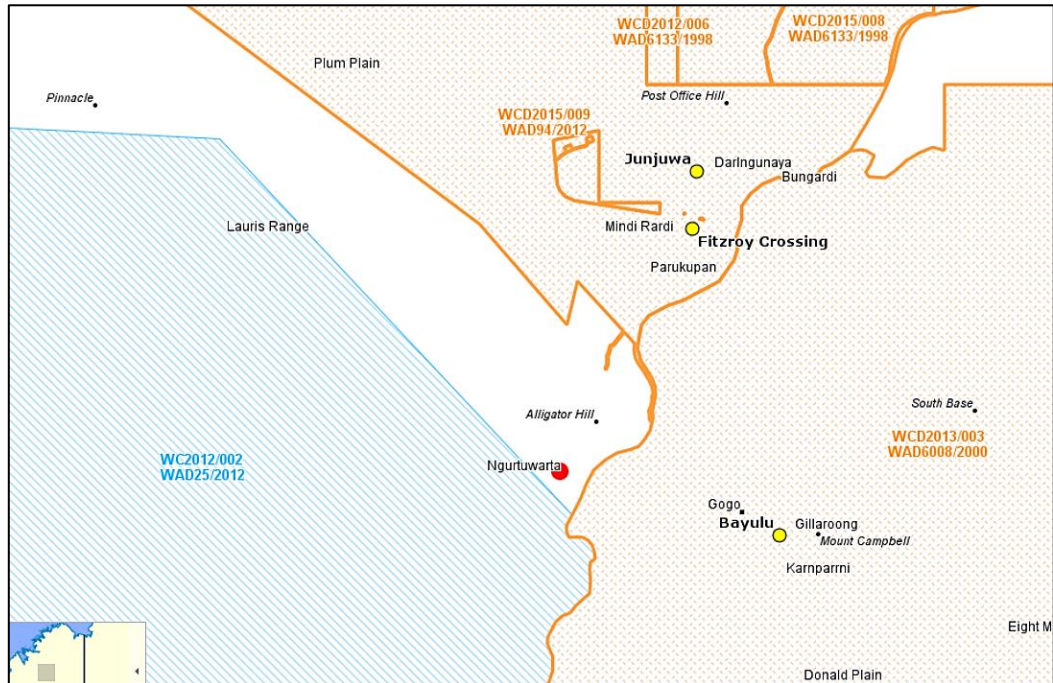 WCD2012/006
WAD6133/1998
WCD2015/008
WAD6133/1998
Plum Plain
Pinnacle
Post Office Hill
WCD2015/009
WAD94/2012
Junjuwa
Darlngunaya
Bungardi
Lauris Range
Mindi Rardi
Fitzroy Crossing
Parukupan
Alligator Hill
South Base
WCD2013/003
WAD6008/2000
WC2012/002
WAD25/2012
Ngurtuwarta
Gogo
Bayulu
Gillaroong
Mount Campbell
Karnparrni
Eight M
Donald Plain